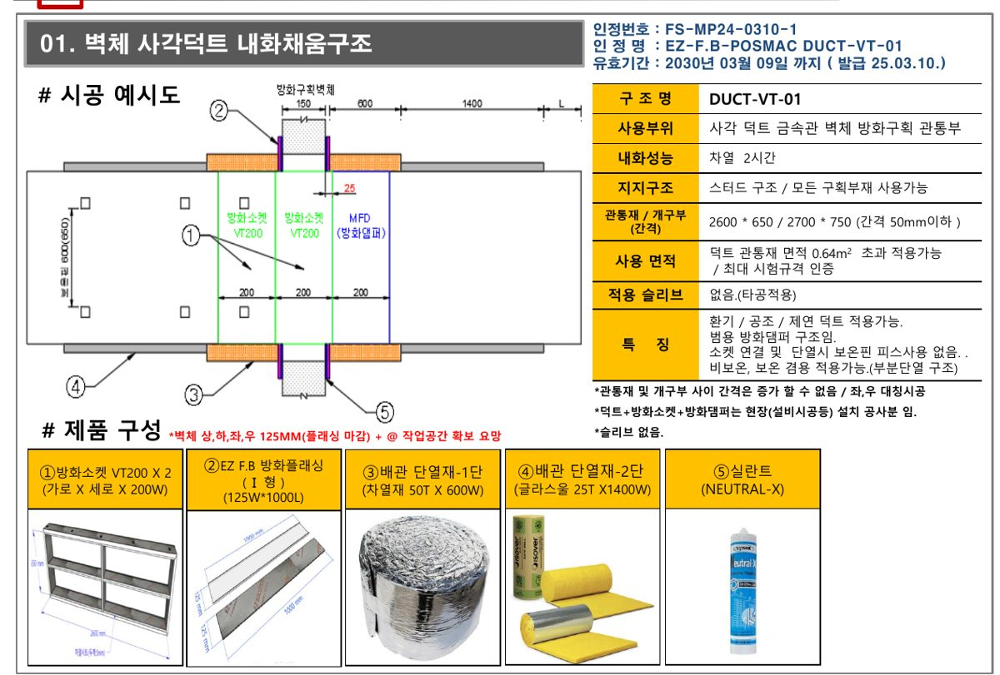 01. 벽체 사각덕트 내화채움구조
인정번호 : FS-MP24-0310-1
인 정 명 : EZ-F.B-POSMAC DUCT-VT-01
유효기간 : 2030년 03월 09일 까지 ( 발급 25.03.10.)
# 시공 예시도
방화구획벽체
150
600
1400
L
②
25
방화소켓
VT200
방화소켓
VT200
MFD
(방화댐퍼)
①
보온핀 600(650)
200
200
200
④
③
⑤
구 조 명
DUCT-VT-01
사용부위
사각 덕트 금속관 벽체 방화구획 관통부
내화성능
차열 2시간
지지구조
스터드 구조 / 모든 구획부재 사용가능
관통재 / 개구부
(간격)
2600 * 650 / 2700 * 750 (간격 50mm이하 )
사용 면적
덕트 관통재 면적 0.64m² 초과 적용가능
/ 최대 시험규격 인증
적용 슬리브
없음.(타공적용)
특 징
환기 / 공조 / 제연 덕트 적용가능.
범용 방화댐퍼 구조임.
소켓 연결 및 단열시 보온핀 피스사용 없음. .
비보온, 보온 겸용 적용가능.(부분단열 구조)
*관통재 및 개구부 사이 간격은 증가 할 수 없음 / 좌,우 대칭시공
*덕트+방화소켓+방화댐퍼는 현장(설비시공등) 설치 공사분 임.
*슬리브 없음.
# 제품 구성
*벽체 상,하,좌,우 125MM(플래싱 마감) + @ 작업공간 확보 요망
①방화소켓 VT200 X 2
(가로 X 세로 X 200W)
②EZ F.B 방화플래싱
( I 형 )
(125W*1000L)
③배관 단열재-1단
(차열재 50T X 600W)
④배관 단열재-2단
(글라스울 25T X1400W)
⑤실란트
(NEUTRAL-X)
650 mm
2600 mm
1000 mm
125 mm
125 mm
1000 mm
isover
isover
Neutral-X